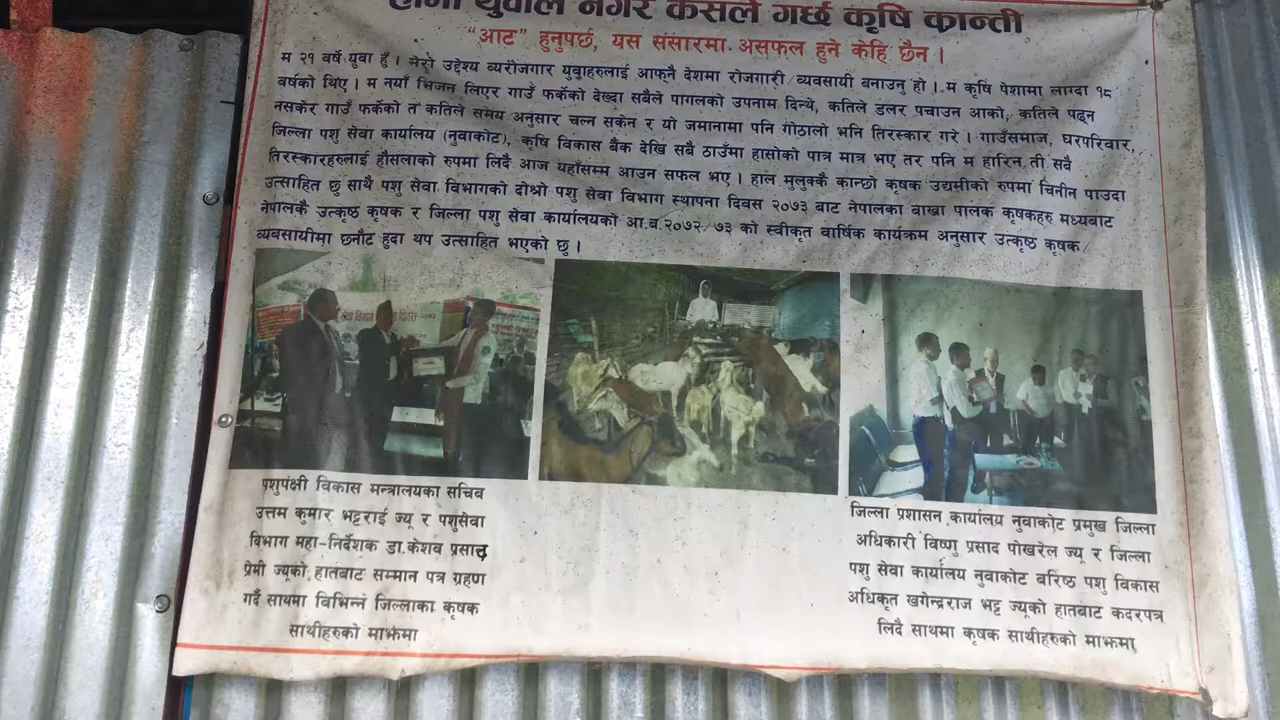 हामी युवाले नगरे कसले गर्छ कृषि क्रान्ती
"आट" हुनुपर्छ, यस संसारमा असफल हुने केहि छैन ।
म २१ वर्षे युवा हुँ । मेरो उद्देश्य व्यरोजगार युवाहरुलाई आफ्नै देशमा रोजगारी/व्यवसायी बनाउनु हो । म कृषि पेशामा लाग्दा १८
वर्षको थिए । म नयाँ भिजन लिएर गाउँ फर्केको देख्दा सबैले पागलको उपनाम दिन्थे, कतिले डलर पचाउन आको, कतिले पढ्न
नसकेर गाउँ फर्केको त कतिले समय अनुसार चल्न सकेन र यो जमानामा पनि गोठालो भनि तिरस्कार गरे । गाउँसमाज, घरपरिवार,
जिल्ला पशु सेवा कार्यालय (नुवाकोट), कृषि विकास बैंक देखि सबै ठाउँमा हासोको पात्र मात्र भए तर पनि म हारिन ती सबै
तिरस्कारहरुलाई हौसलाको रुपमा लिदै आज यहाँसम्म आउन सफल भए । हाल मुलुककै कान्छो कृषक उद्यमीको रुपमा चिनीन पाउदा
उत्साहित छु साथै पशु सेवा विभागको दोश्रो पशु सेवा विभाग स्थापना दिवस २०७३ बाट नेपालका बाख्रा पालक कृषकहरु मध्यबाट
नेपालकै उत्कृष्ठ कृषक र जिल्ला पशु सेवा कार्यालयको आ.ब.२०७२/७३ को स्वीकृत वार्षिक कार्यक्रम अनुसार उत्कृष्ठ कृषक/
व्यवसायीमा छनौट हुदा थप उत्साहित भएको छु ।
पशुपंक्षी विकास मन्त्रालयका सचिव
उत्तम कुमार भट्टराई ज्यू र पशुसेवा
विभाग महा-निर्देशक डा.केशव प्रसाद
प्रेमी ज्यूको हातबाट सम्मान पत्र ग्रहण
गर्दै साथमा विभिन्न जिल्लाका कृषक
साथीहरुको माझमा
जिल्ला प्रशासन कार्यालय नुवाकोट प्रमुख जिल्ला
अधिकारी विष्णु प्रसाद पोखरेल ज्यू र जिल्ला
पशु सेवा कार्यालय नुवाकोट वरिष्ठ पशु विकास
अधिकृत खगेन्द्रराज भट्ट ज्यूको हातबाट कदरपत्र
लिदै साथमा कृषक साथीहरुको माझमा